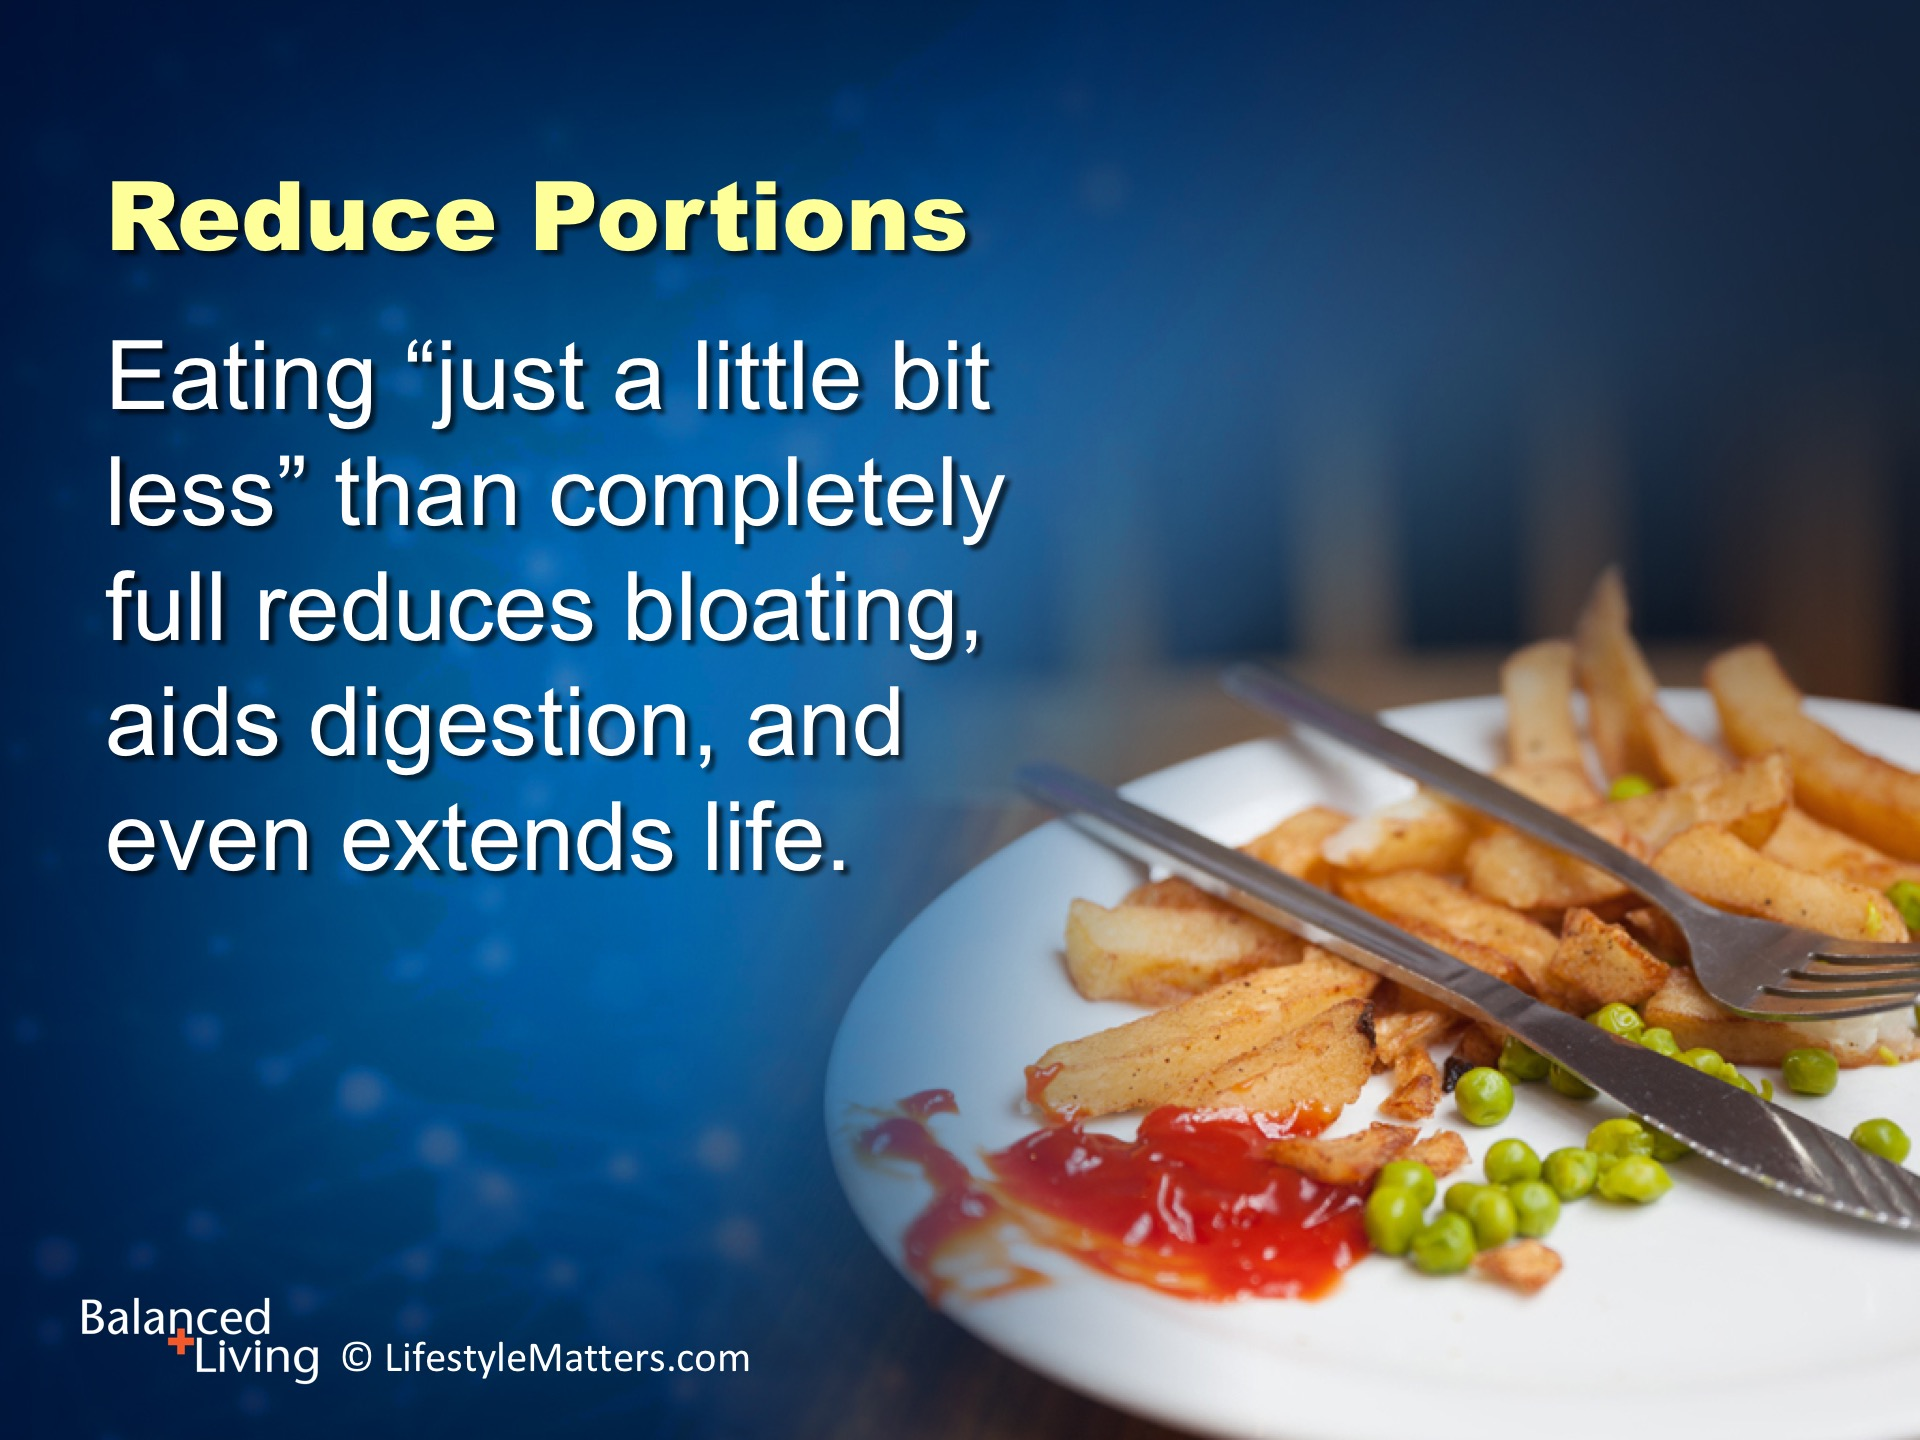 Reduce Portions
Eating “just a little bit
less” than completely
full reduces bloating,
aids digestion, and
even extends life.
Balanced
Living © LifestyleMatters.com